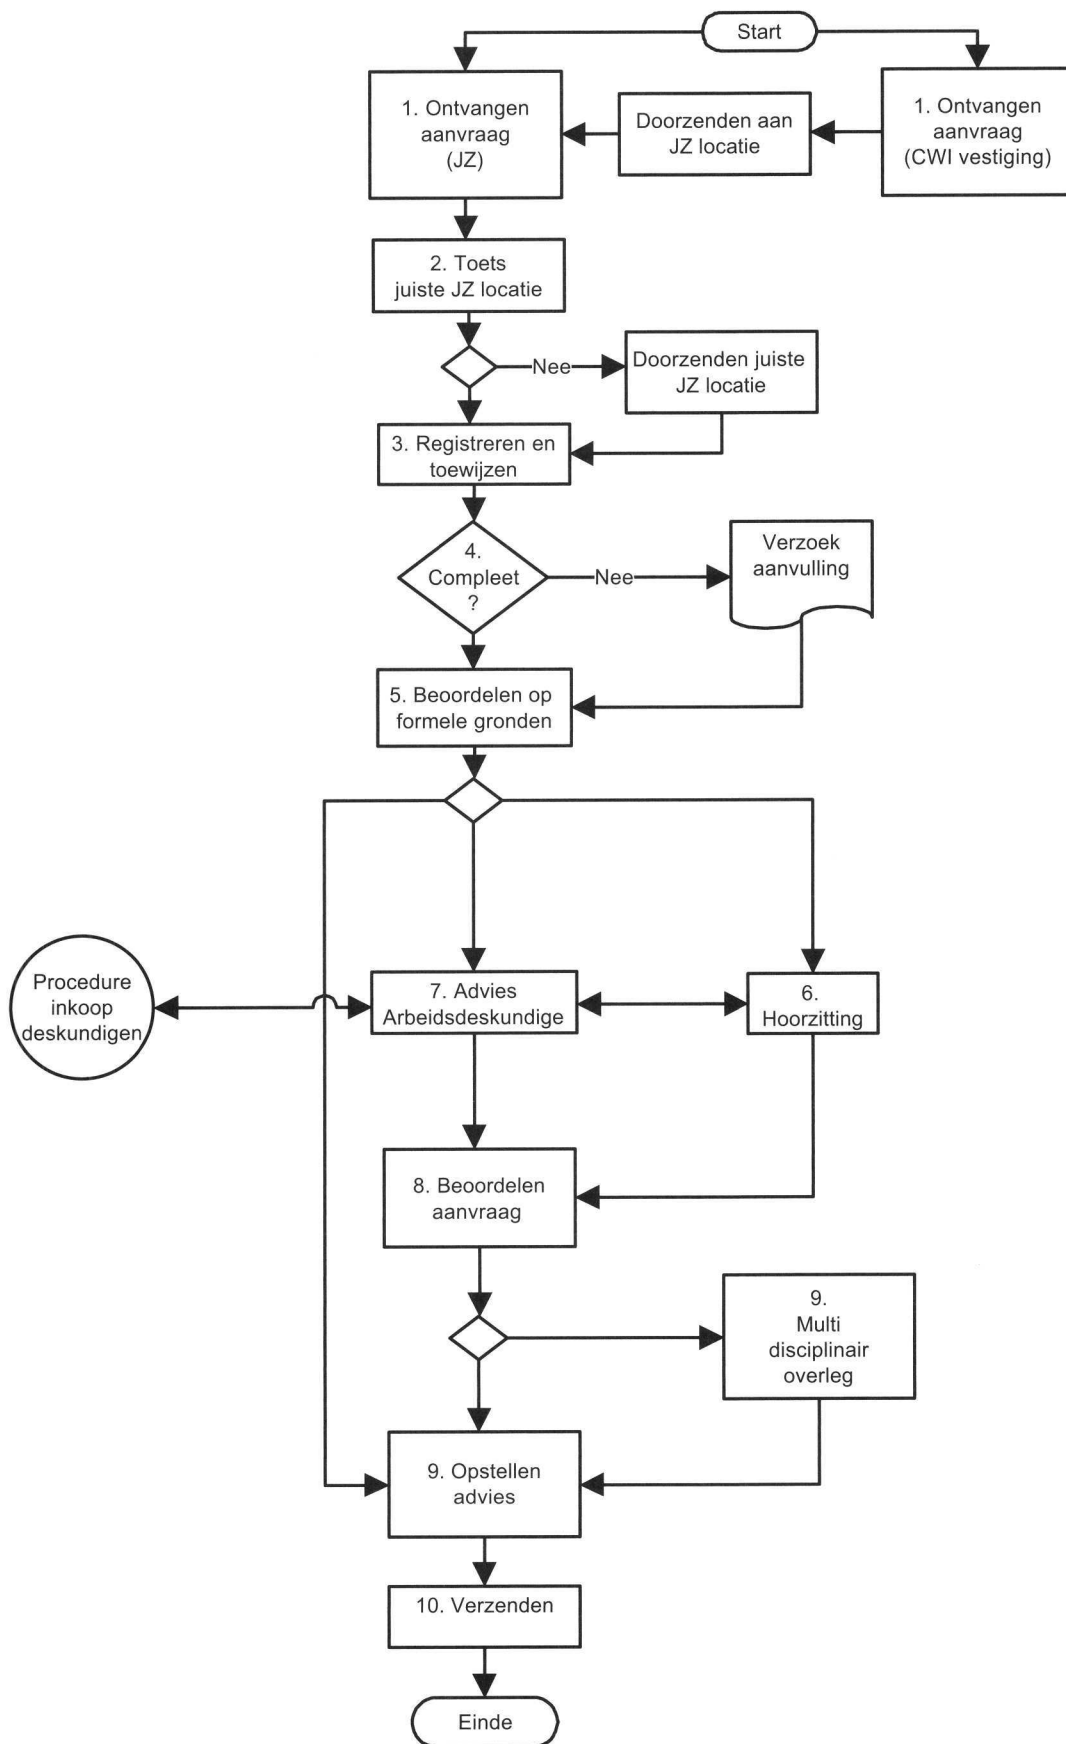 Start
1. Ontvangen
aanvraag
(JZ)
Doorzenden aan
JZ locatie
1. Ontvangen
aanvraag
(CWI vestiging)
2. Toets
juiste JZ locatie
Nee
Doorzenden juiste
JZ locatie
3. Registreren en
toewijzen
4.
Compleet
?
Nee
Verzoek
aanvulling
5. Beoordelen op
formele gronden
Procedure
inkoop
deskundigen
7. Advies
Arbeidsdeskundige
6.
Hoorzitting
8. Beoordelen
aanvraag
9.
Multi
disciplinair
overleg
9. Opstellen
advies
10. Verzenden
Einde